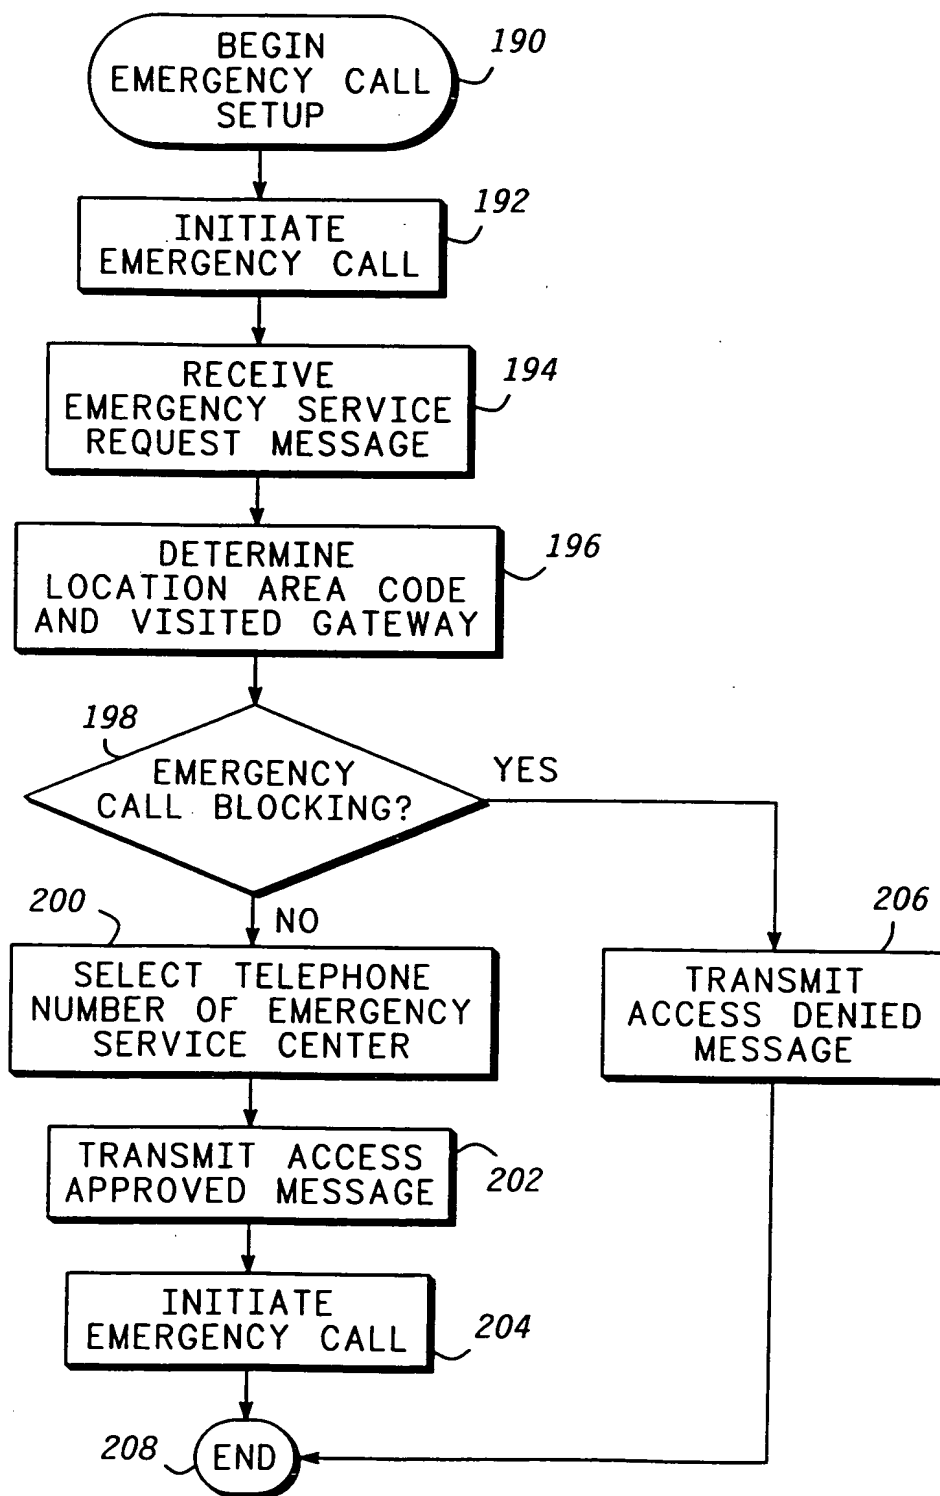 BEGIN
EMERGENCY CALL
SETUP
190
INITIATE
EMERGENCY CALL
192
RECEIVE
EMERGENCY SERVICE
REQUEST MESSAGE
194
DETERMINE
LOCATION AREA CODE
AND VISITED GATEWAY
196
198
EMERGENCY
CALL BLOCKING?
YES
NO
200
SELECT TELEPHONE
NUMBER OF EMERGENCY
SERVICE CENTER
206
TRANSMIT
ACCESS DENIED
MESSAGE
TRANSMIT ACCESS
APPROVED MESSAGE
202
INITIATE
EMERGENCY CALL
204
208
END